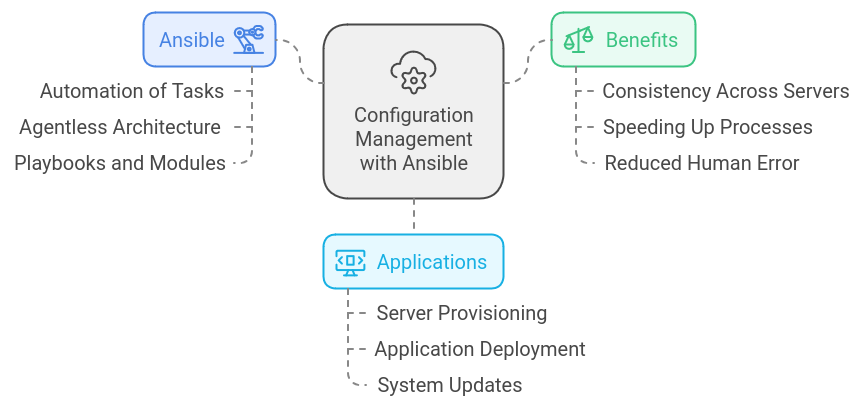 Ansible
Automation of Tasks
Agentless Architecture
Playbooks and Modules
Configuration
Management
with Ansible
Benefits
Consistency Across Servers
Speeding Up Processes
Reduced Human Error
Applications
Server Provisioning
Application Deployment
System Updates